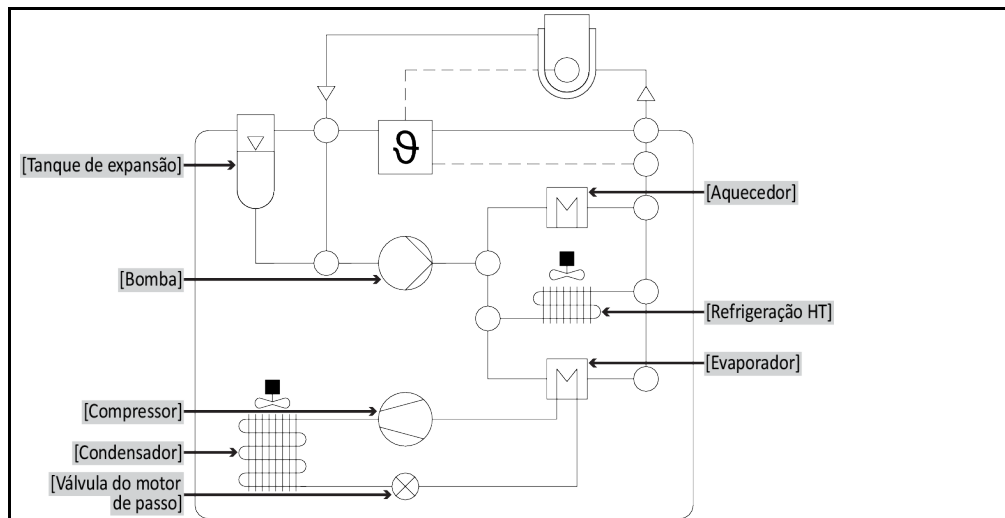 ϑ
[Tanque de expansão]
[Aquecedor]
[Bomba]
[Refrigeração HT]
[Evaporador]
[Compressor]
[Condensador]
[Válvula do motor
de passo]